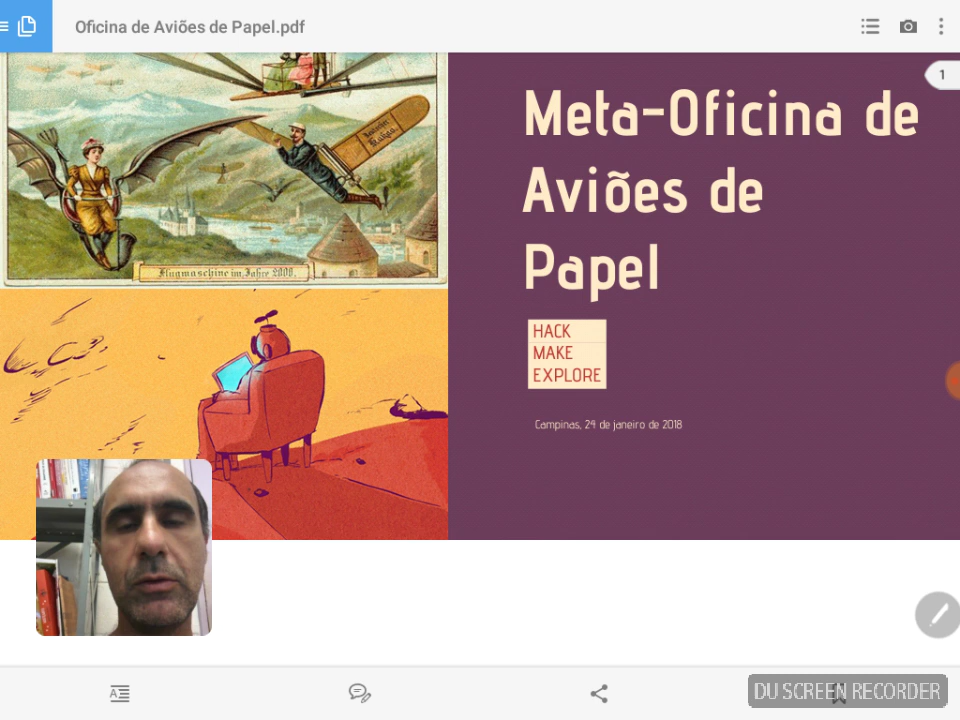 Oficina de Aviões de Papel.pdf
1
Meta-Oficina de
Aviões de
Papel
HACK
MAKE
EXPLORE
Campinas, 24 de janeiro de 2018
Flugmaschine im Jahre 2000.
DU SCREEN RECORDER